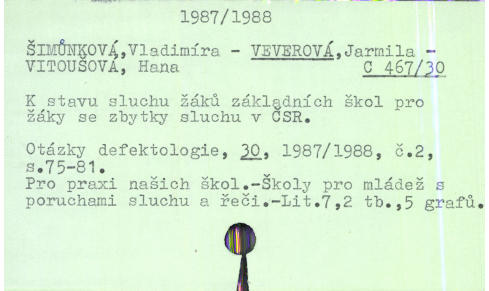 1987/1988
ŠIMŮNKOVÁ,Vladimíra - VEVEROVÁ,Jarmila -
VITOUŠOVÁ, Hana C 467/30
K stavu sluchu žáků základních škol pro
žáky se zbytky sluchu v ČSR.
Otázky defektologie, 30, 1987/1988, č.2,
s.75-81.
Pro praxi našich škol.-Školy pro mládež s
poruchami sluchu a řeči.-Lit.7,2 tb.,5 grafů.